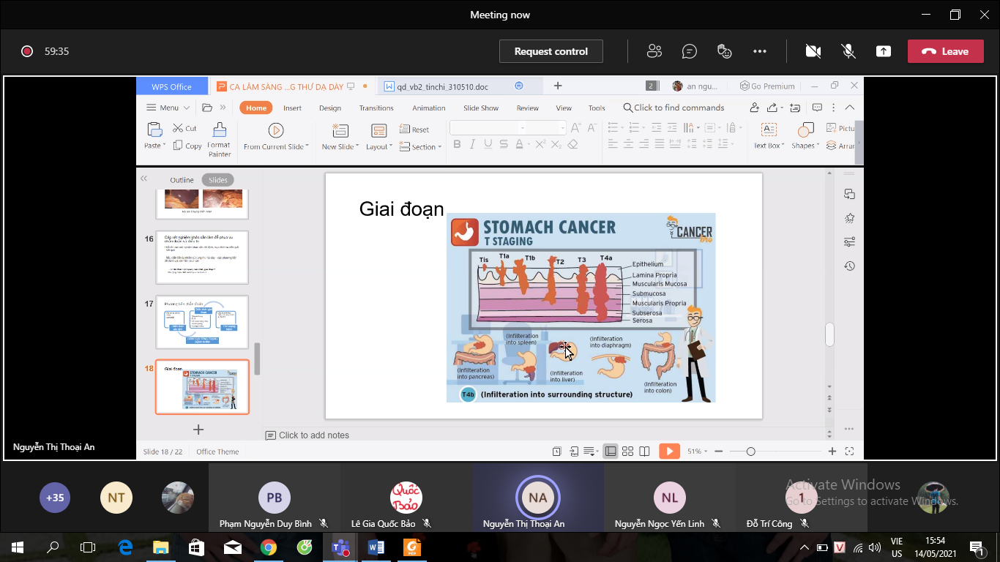 Meeting now
59:35
Request control
Leave
WPS Office
CA LÂM SÀNG ...G THƯ DẠ DÀY
qd_vb2_tinchi_310510.doc
2
an ngu...
Go Premium
Menu
Home
Insert
Design
Transitions
Animation
Slide Show
Review
View
Tools
Click to find commands
Paste
Cut
Copy
Format
Painter
From Current Slide
New Slide
Layout
Reset
Section
Text Box
Shapes
Pictu
Arran
Outline
Slides
16
17
Phương tiện chẩn đoán
18
Giai đoạn
Giai đoạn
STOMACH CANCER
T STAGING
CANCER
bro
Tis
T1a
T1b
T2
T3
T4a
Epithelium
Lamina Propria
Muscularis Mucosa
Submucosa
Muscularis Propria
Subserosa
Serosa
(Infilteration
into pancreas)
(Infilteration
into spleen)
(Infilteration
into liver)
(Infilteration
into diaphragm)
(Infilteration
into colon)
T4b
(Infilteration into surrounding structure)
Click to add notes
Slide 18 / 22
Office Theme
51%
Nguyễn Thị Thoại An
+35
NT
PB
Phạm Nguyễn Duy Bình
Quốc
Bảo
Lê Gia Quốc Bảo
NA
Nguyễn Thị Thoại An
NL
Nguyễn Ngọc Yến Linh
1
Đỗ Trí Công
Activate Windows
Go to Settings to activate Windows.
VIE
US
15:54
14/05/2021
1